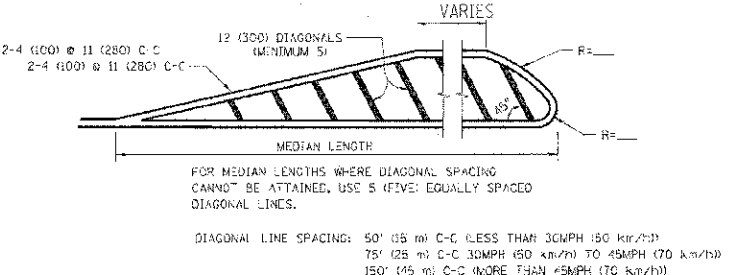 VARIES
12 (300) DIAGONALS
(MINIMUM 5)
2-4 (100) @ 11 (280) C-C
2-4 (100) @ 11 (280) C-C
R=___
45°
R=___
MEDIAN LENGTH
FOR MEDIAN LENGTHS WHERE DIAGONAL SPACING
CANNOT BE ATTAINED, USE 5 (FIVE) EQUALLY SPACED
DIAGONAL LINES.
DIAGONAL LINE SPACING: 50' (15 m) C-C (LESS THAN 30MPH (50 km/h))
75' (25 m) C-C 30MPH (50 km/h) TO 45MPH (70 km/h))
150' (45 m) C-C (MORE THAN 45MPH (70 km/h))